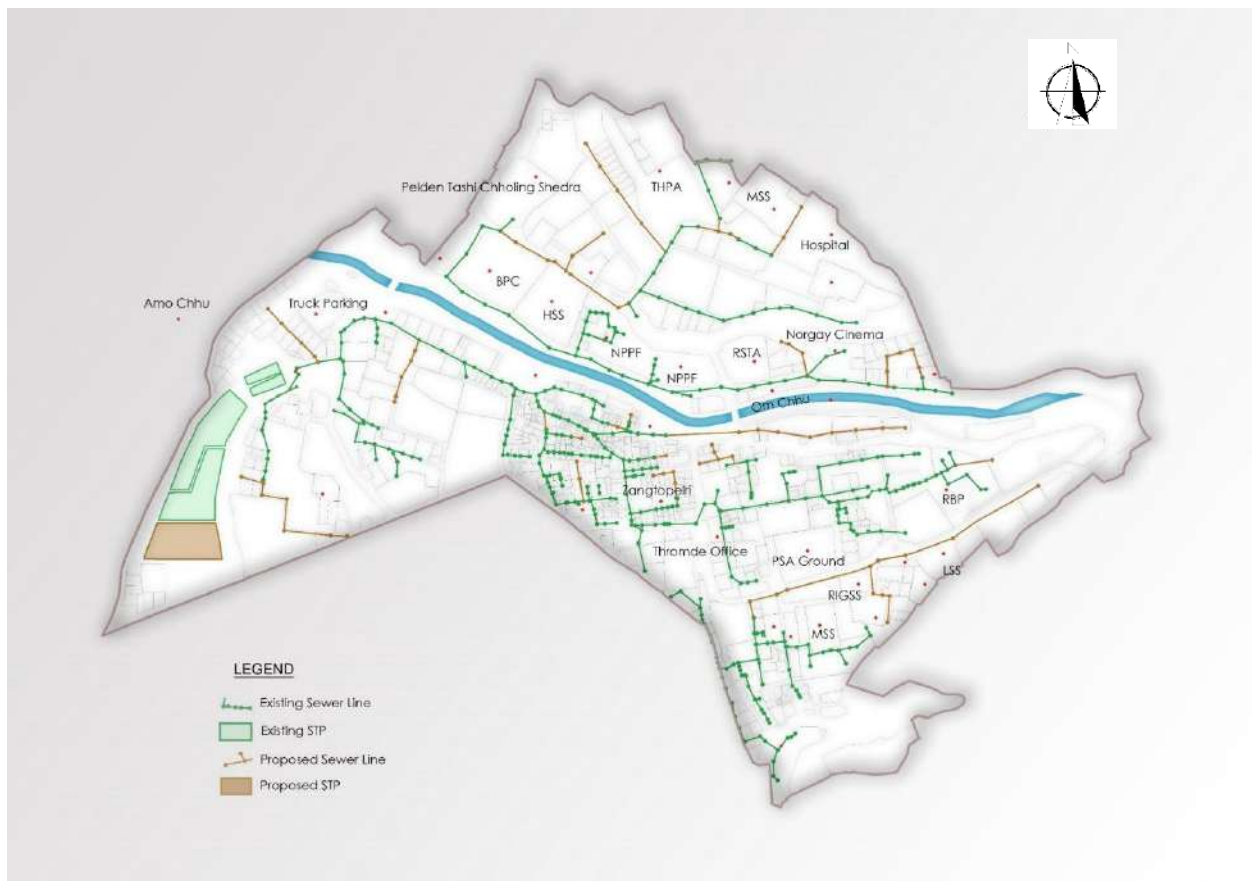 N
Pelden Tashi Chholing Shedra
THPA
MSS
Hospital
BPC
Amo Chhu
Truck Parking
HSS
Norgay Cinema
NPPF
RSTA
NPPF
Om Chhu
Zangtopelri
RBP
Thromde Office
PSA Ground
LSS
RIGSS
MSS
LEGEND
Existing Sewer Line
Existing STP
Proposed Sewer Line
Proposed STP